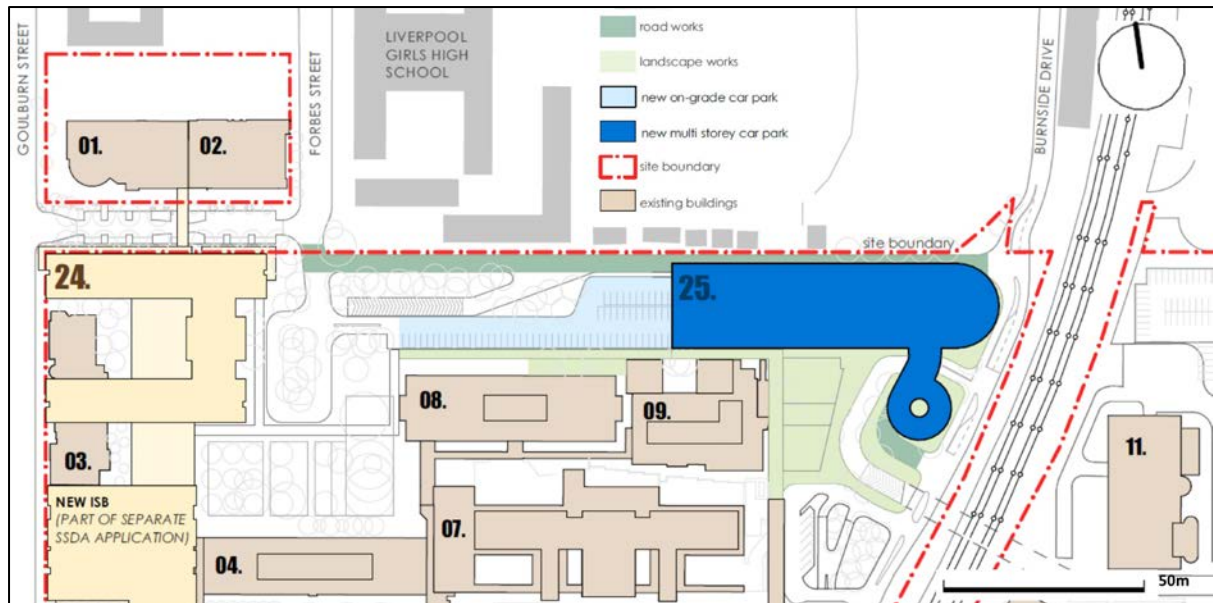 GOULBURN STREET
FORBES STREET
LIVERPOOL
GIRLS HIGH
SCHOOL
road works
landscape works
new on-grade car park
new multi storey car park
site boundary
existing buildings
BURNSIDE DRIVE
01.
02.
site boundary
24.
25.
08.
09.
03.
11.
NEW ISB
(PART OF SEPARATE
SSDA APPLICATION)
07.
04.
50m